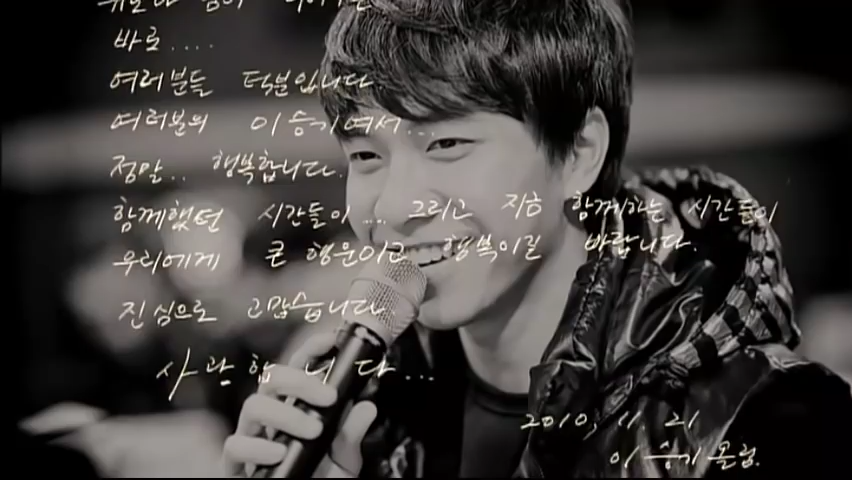 바로....
여러분들 덕분입니다.
여러분의 이승기여서...
정말.. 행복합니다.
함께했던 시간들이.... 그리고 지금 함께하는 시간들이
우리에게 큰 행운이고 행복이길 바랍니다.
진심으로 고맙습니다.
사랑합니다...
2010. 11. 21
이승기 올림.